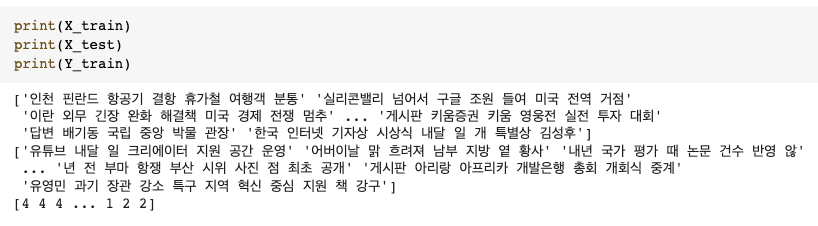 print(X_train)
print(X_test)
print(Y_train)
['인천 핀란드 항공기 결항 휴가철 여행객 분통' '실리콘밸리 넘어서 구글 조원 들여 미국 전역 거점'
'이란 외무 긴장 완화 해결책 미국 경제 전쟁 멈추' ... '게시판 키움증권 키움 영웅전 실전 투자 대회'
'답변 배기동 국립 중앙 박물 관장' '한국 인터넷 기자상 시상식 내달 일 개 특별상 김성후']
['유튜브 내달 일 크리에이터 지원 공간 운영' '어버이날 맑 흐려져 남부 지방 옅 황사' '내년 국가 평가 때 논문 건수 반영 않'
... '년 전 부마 항쟁 부산 시위 사진 점 최초 공개' '게시판 아리랑 아프리카 개발은행 총회 개회식 중계'
'유영민 과기 장관 강소 특구 지역 혁신 중심 지원 책 강구']
[4 4 4 ... 1 2 2]